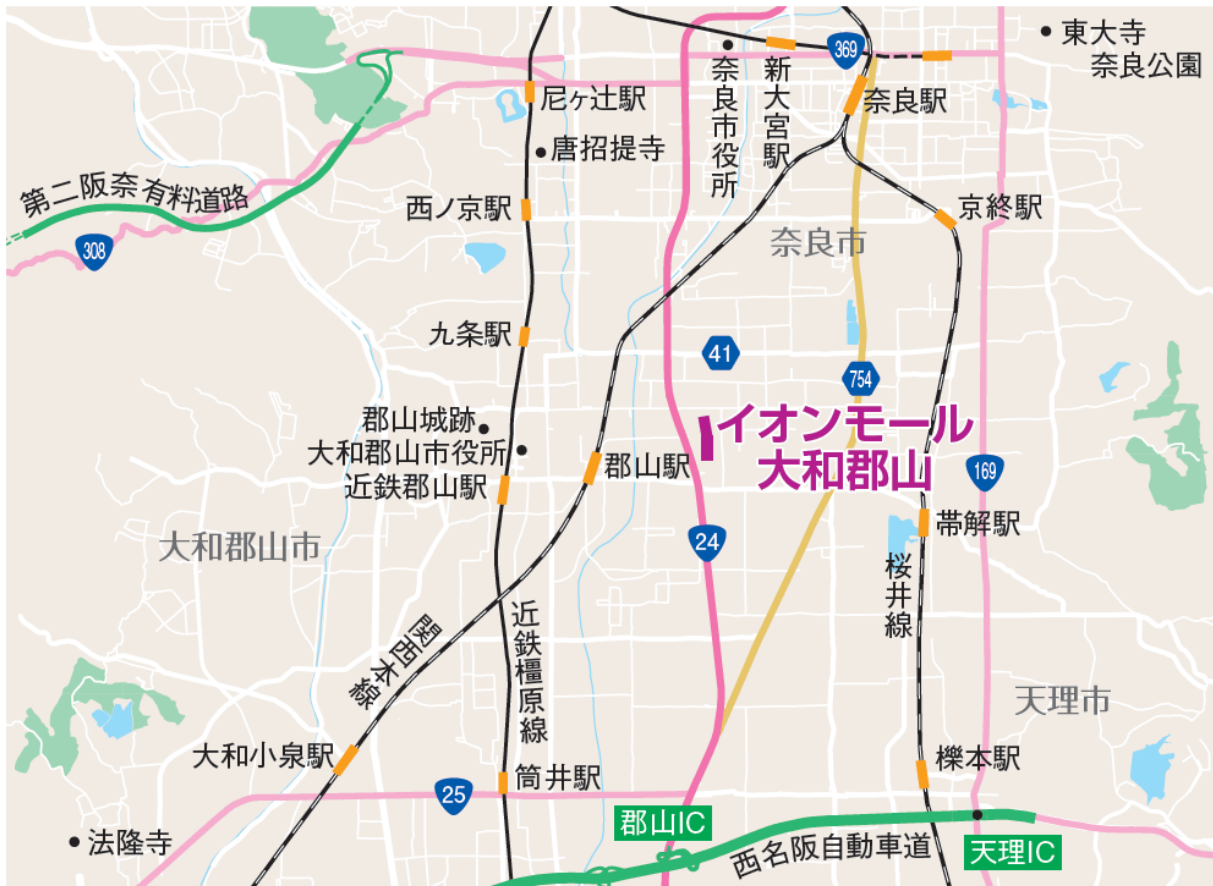 東大寺
奈良公園
369
奈良市役所
新大宮駅
奈良駅
尼ヶ辻駅
唐招提寺
第二阪奈有料道路
308
西ノ京駅
京終駅
奈良市
九条駅
41
754
イオンモール
大和郡山
郡山城跡
大和郡山市役所
近鉄郡山駅
郡山駅
169
24
帯解駅
大和郡山市
桜井線
関西本線
近鉄橿原線
天理市
大和小泉駅
筒井駅
櫟本駅
25
郡山IC
法隆寺
西名阪自動車道
天理IC